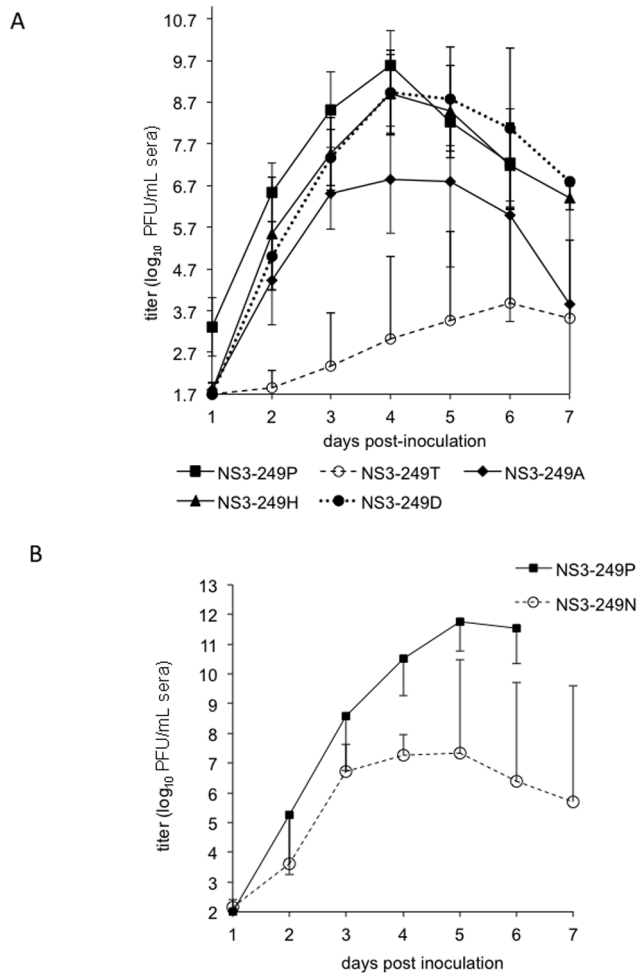 A
10.7
9.7
8.7
7.7
6.7
5.7
4.7
3.7
2.7
1.7
titer (log10 PFU/mL sera)
1 2 3 4 5 6 7
days post-inoculation
NS3-249P NS3-249T NS3-249A
NS3-249H NS3-249D
B
NS3-249P
NS3-249N
13
12
11
10
9
8
7
6
5
4
3
2
titer (log10 PFU/mL sera)
1 2 3 4 5 6 7
days post inoculation